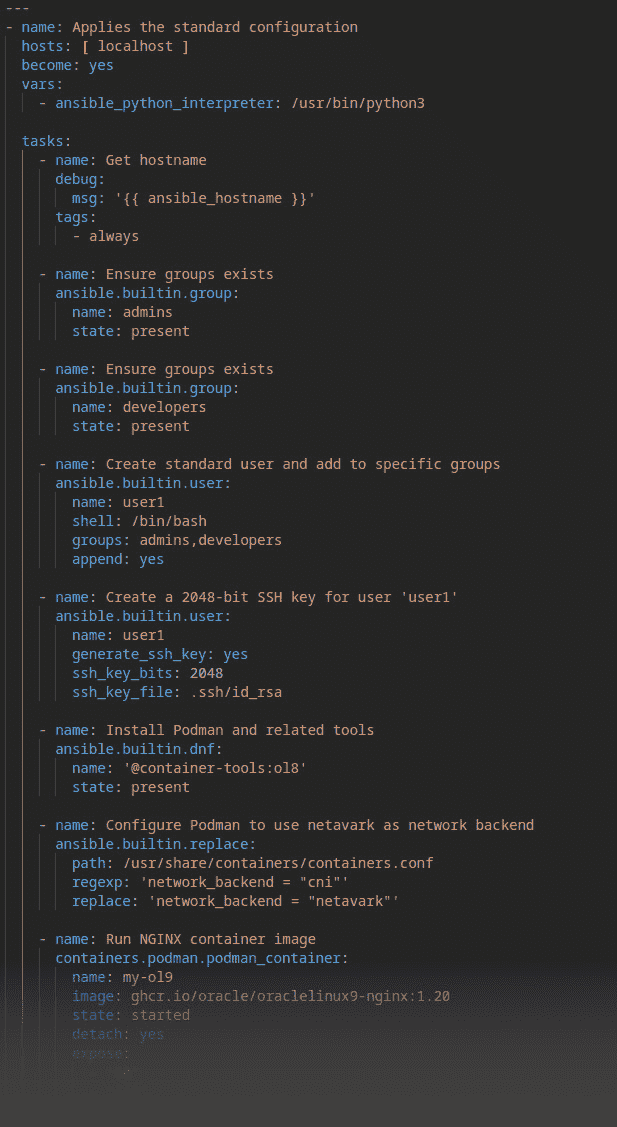 ---
- name: Applies the standard configuration
  hosts: [ localhost ]
  become: yes
  vars:
    - ansible_python_interpreter: /usr/bin/python3

  tasks:
    - name: Get hostname
      debug:
        msg: '{{ ansible_hostname }}'
      tags:
        - always

    - name: Ensure groups exists
      ansible.builtin.group:
        name: admins
        state: present

    - name: Ensure groups exists
      ansible.builtin.group:
        name: developers
        state: present

    - name: Create standard user and add to specific groups
      ansible.builtin.user:
        name: user1
        shell: /bin/bash
        groups: admins,developers
        append: yes

    - name: Create a 2048-bit SSH key for user 'user1'
      ansible.builtin.user:
        name: user1
        generate_ssh_key: yes
        ssh_key_bits: 2048
        ssh_key_file: .ssh/id_rsa

    - name: Install Podman and related tools
      ansible.builtin.dnf:
        name: '@container-tools:ol8'
        state: present

    - name: Configure Podman to use netavark as network backend
      ansible.builtin.replace:
        path: /usr/share/containers/containers.conf
        regexp: 'network_backend = "cni"'
        replace: 'network_backend = "netavark"'

    - name: Run NGINX container image
      containers.podman.podman_container:
        name: my-ol9
        image: ghcr.io/oracle/oraclelinux9-nginx:1.20
        state: started
        detach: yes
        expose: